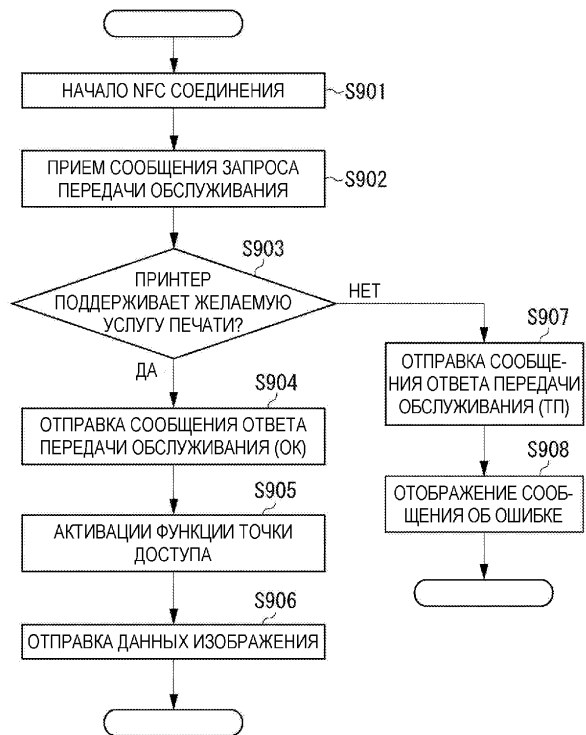 НАЧАЛО NFC СОЕДИНЕНИЯ
S901
ПРИЕМ СООБЩЕНИЯ ЗАПРОСА
ПЕРЕДАЧИ ОБСЛУЖИВАНИЯ
S902
S903
ПРИНТЕР
ПОДДЕРЖИВАЕТ ЖЕЛАЕМУЮ
УСЛУГУ ПЕЧАТИ?
НЕТ
ДА
S904
ОТПРАВКА СООБЩЕНИЯ ОТВЕТА
ПЕРЕДАЧИ ОБСЛУЖИВАНИЯ (ОК)
S905
АКТИВАЦИИ ФУНКЦИИ ТОЧКИ
ДОСТУПА
S906
ОТПРАВКА ДАННЫХ ИЗОБРАЖЕНИЯ
S907
ОТПРАВКА СООБЩЕ-
НИЯ ОТВЕТА ПЕРЕДАЧИ
ОБСЛУЖИВАНИЯ (ТП)
S908
ОТОБРАЖЕНИЕ СООБ-
ЩЕНИЯ ОБ ОШИБКЕ